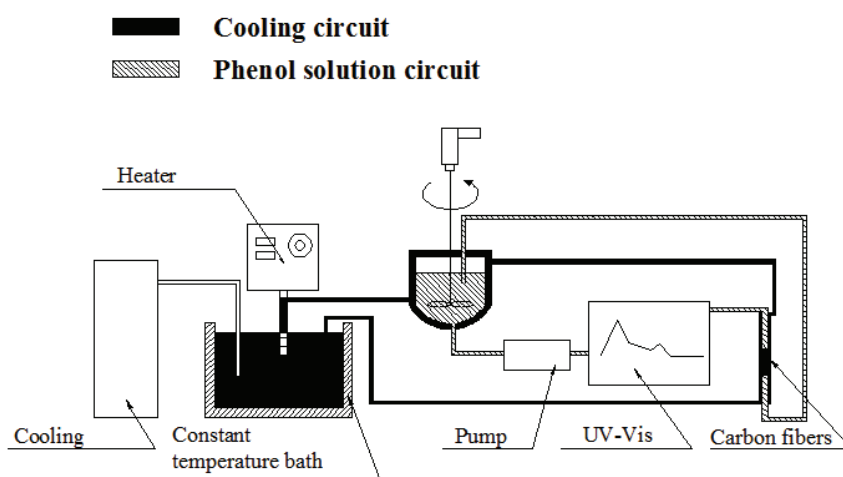 Cooling circuit
Phenol solution circuit
Heater
Cooling
Constant
temperature bath
Pump
UV-Vis
Carbon fibers